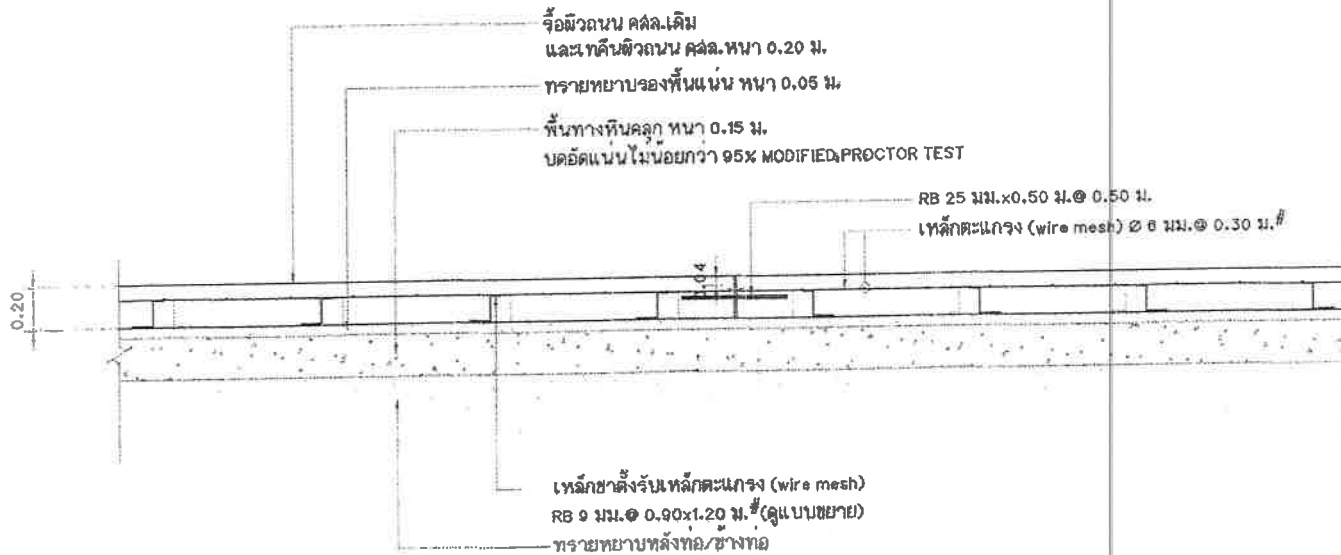 รื้อผิวถนน คสล.เดิม
และเทคืนผิวถนน คสล.หนา 0.20 ม.
ทรายหยาบรองพื้นแน่น หนา 0.05 ม.
พื้นทางหินคลุก หนา 0.15 ม.
บดอัดแน่นไม่น้อยกว่า 95% MODIFIED PROCTOR TEST
RB 25 มม.x0.50 ม.@ 0.50 ม.
เหล็กตะแกรง (wire mesh) Ø 6 มม.@ 0.30 ม.#
.04
0.20
เหล็กขาตั้งรับเหล็กตะแกรง (wire mesh)
RB 9 มม.@ 0.90x1.20 ม.#(ดูแบบขยาย)
ทรายหยาบหลังท่อ/ข้างท่อ